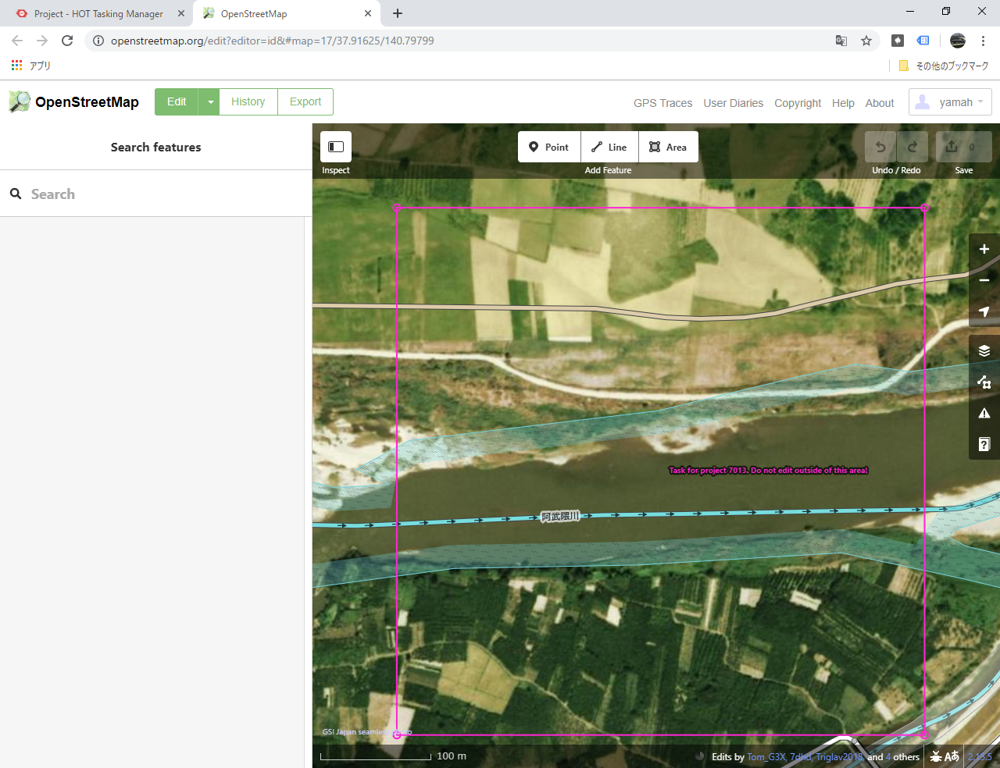 Project - HOT Tasking Manager
OpenStreetMap
openstreetmap.org/edit?editor=id&#map=17/37.91625/140.79799
アプリ
その他のブックマーク
OpenStreetMap
Edit
History
Export
GPS Traces
User Diaries
Copyright
Help
About
yamah
Search features
Search
Inspect
Point
Line
Area
Add Feature
Undo / Redo
0
Save
Task for project 7013. Do not edit outside of this area!
阿武隈川
GSI Japan seamless photo
100 m
Edits by Tom_G3X, 7dhd, Triglav2018 and 4 others
Aあ
2.15.5